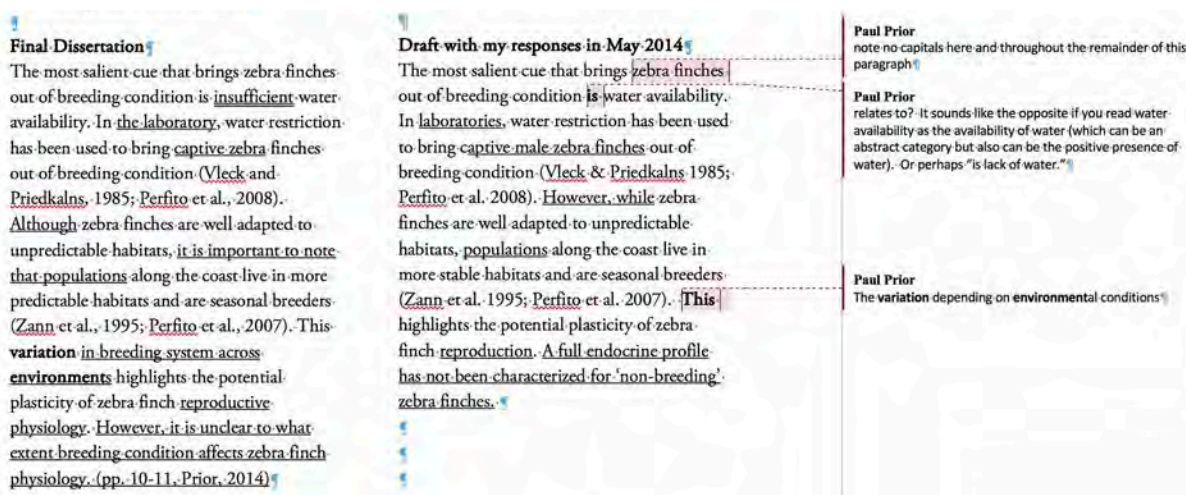 Final Dissertation
The most salient cue that brings zebra finches
out of breeding condition is insufficient water
availability. In the laboratory, water restriction
has been used to bring captive zebra finches
out of breeding condition (Vleck and
Priedkalns, 1985; Perfito et al., 2008).
Although zebra finches are well adapted to
unpredictable habitats, it is important to note
that populations along the coast live in more
predictable habitats and are seasonal breeders
(Zann et al., 1995; Perfito et al., 2007). This
variation in breeding system across
environments highlights the potential
plasticity of zebra finch reproductive
physiology. However, it is unclear to what
extent breeding condition affects zebra finch
physiology. (pp. 10-11, Prior, 2014)
Draft with my responses in May 2014
The most salient cue that brings zebra finches
out of breeding condition is water availability.
In laboratories, water restriction has been used
to bring captive male zebra finches out of
breeding condition (Vleck & Priedkalns 1985;
Perfito et al. 2008). However, while zebra
finches are well adapted to unpredictable
habitats, populations along the coast live in
more stable habitats and are seasonal breeders
(Zann et al. 1995; Perfito et al. 2007). This
highlights the potential plasticity of zebra
finch reproduction. A full endocrine profile
has not been characterized for 'non-breeding'
zebra finches.
Paul Prior
note no capitals here and throughout the remainder of this
paragraph
Paul Prior
relates to? It sounds like the opposite if you read water
availability as the availability of water (which can be an
abstract category but also can be the positive presence of
water). Or perhaps "is lack of water."
Paul Prior
The variation depending on environmental conditions